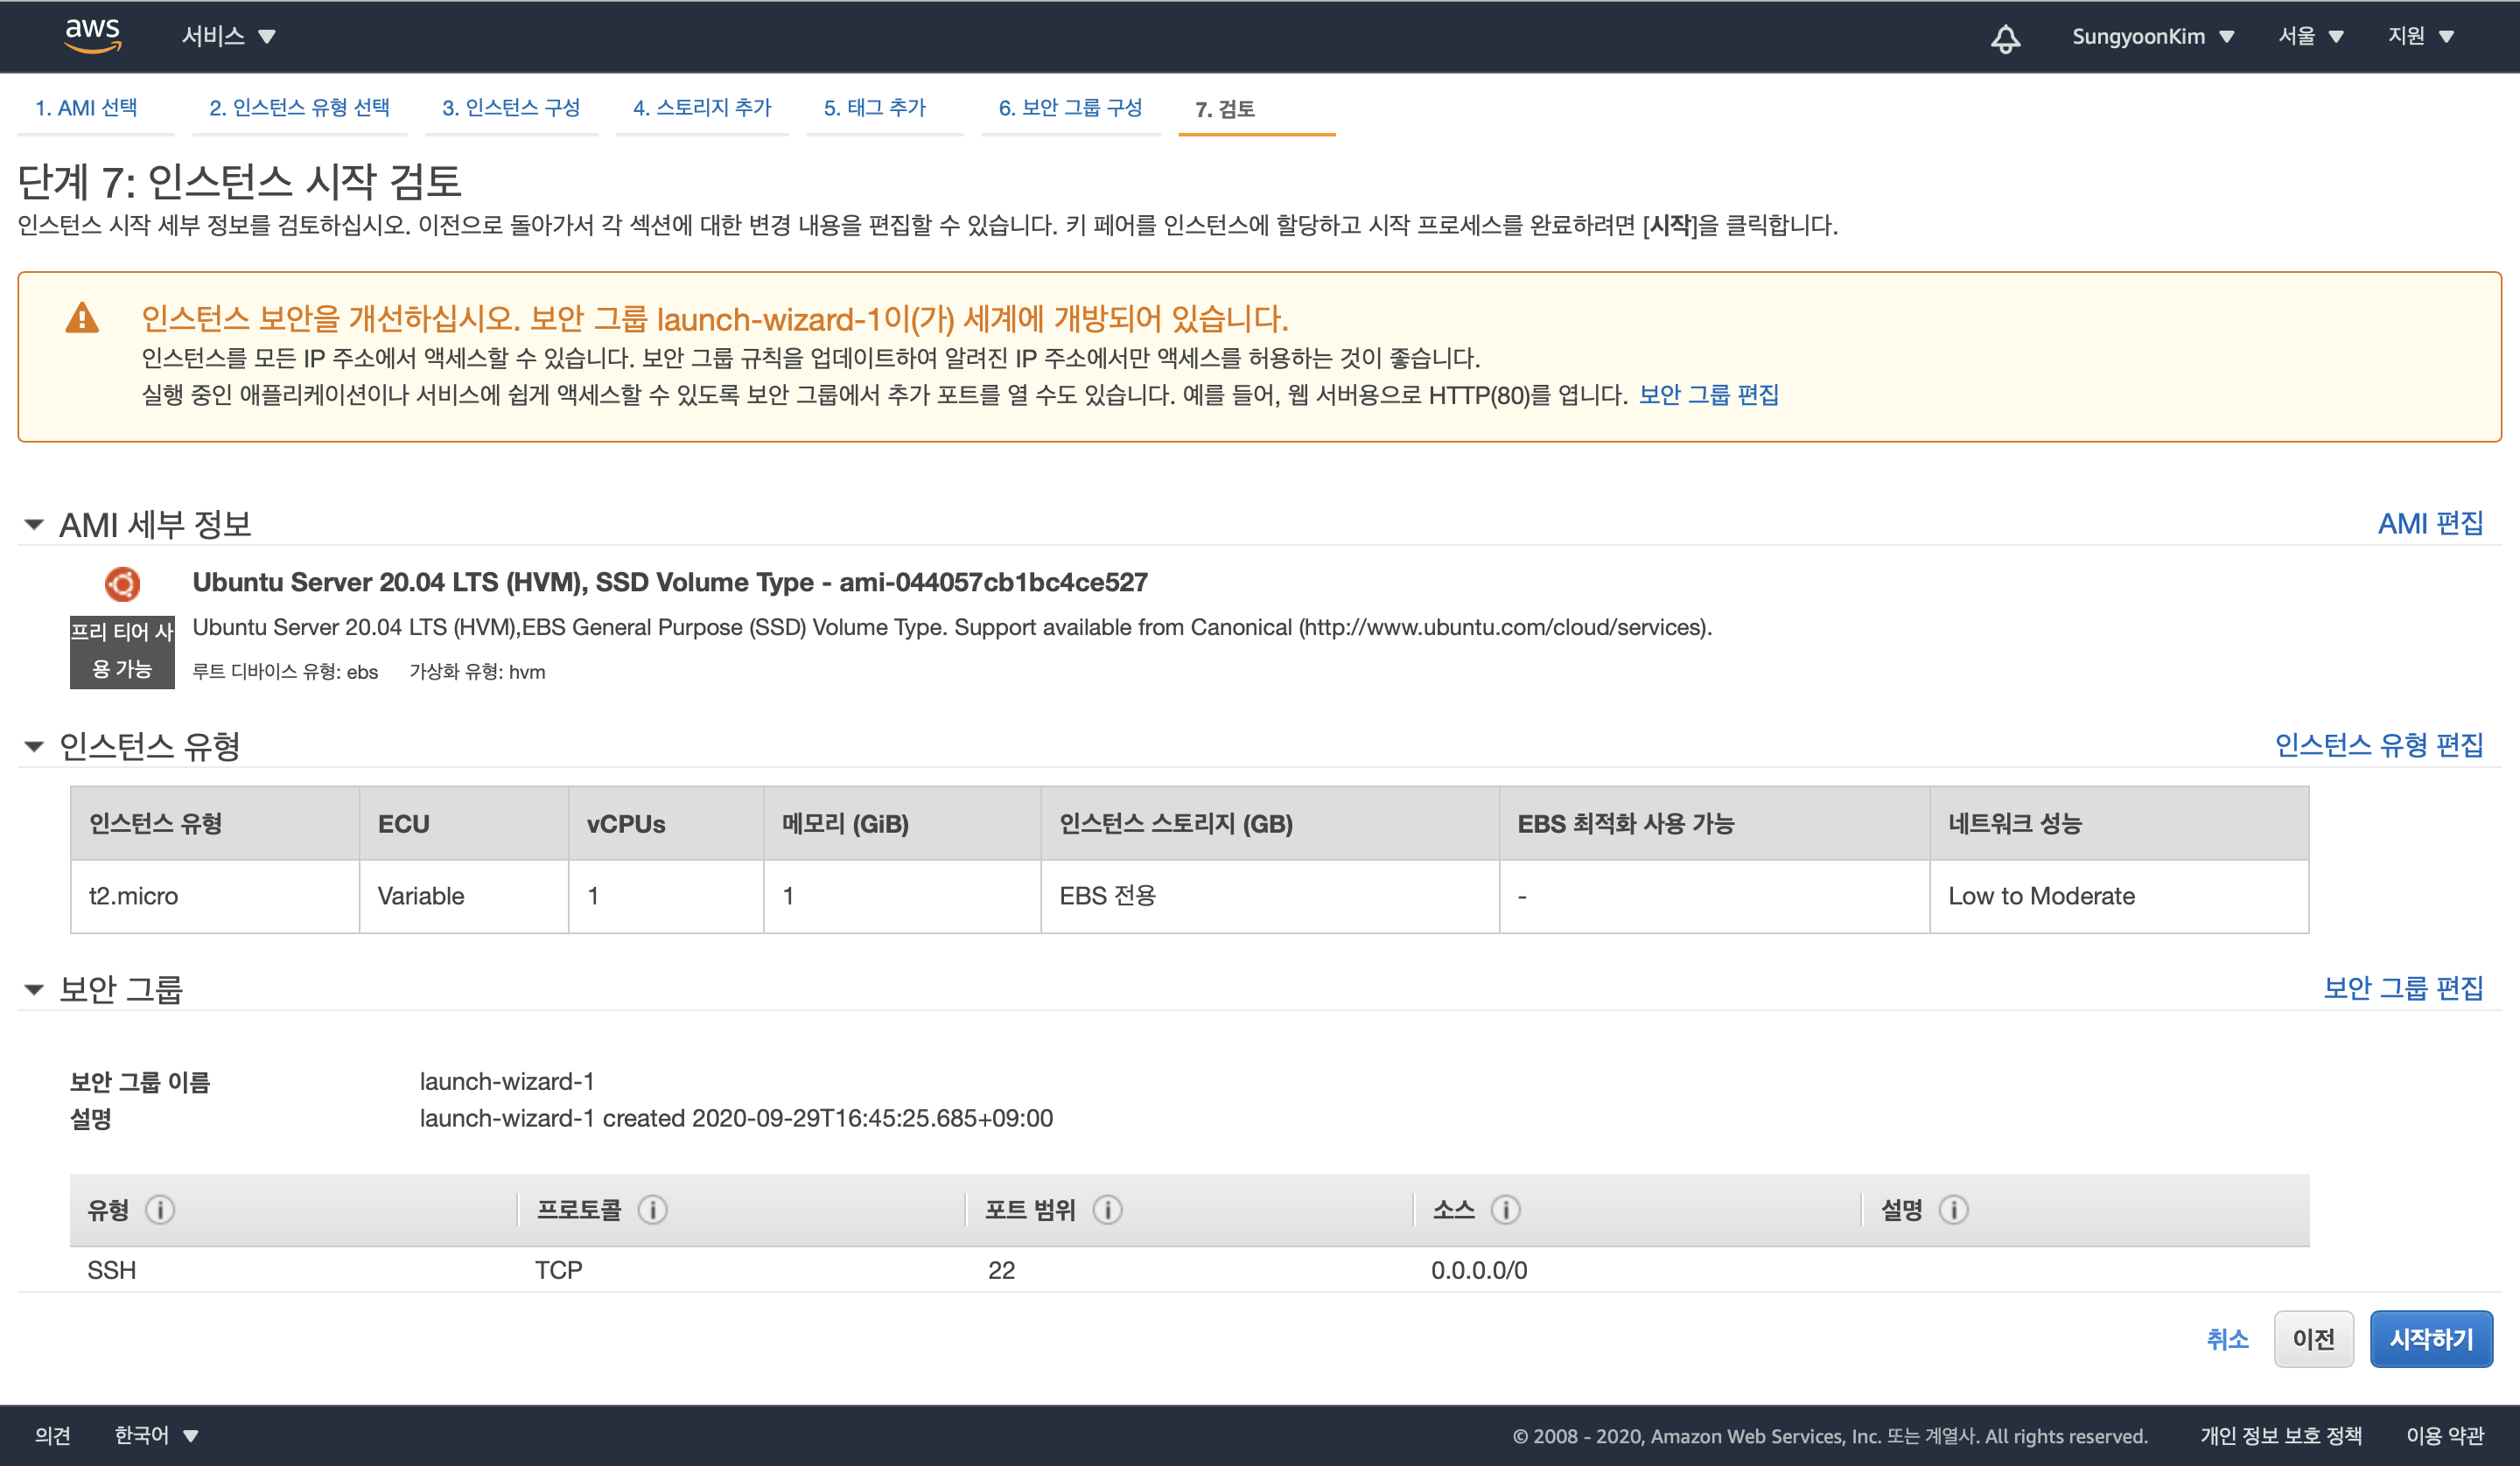 aws 서비스 SungyoonKim 서울 지원
1. AMI 선택 2. 인스턴스 유형 선택 3. 인스턴스 구성 4. 스토리지 추가 5. 태그 추가 6. 보안 그룹 구성 7. 검토
단계 7: 인스턴스 시작 검토
인스턴스 시작 세부 정보를 검토하십시오. 이전으로 돌아가서 각 섹션에 대한 변경 내용을 편집할 수 있습니다. 키 페어를 인스턴스에 할당하고 시작 프로세스를 완료하려면 [시작]을 클릭합니다.
인스턴스 보안을 개선하십시오. 보안 그룹 launch-wizard-1이(가) 세계에 개방되어 있습니다.
인스턴스를 모든 IP 주소에서 액세스할 수 있습니다. 보안 그룹 규칙을 업데이트하여 알려진 IP 주소에서만 액세스를 허용하는 것이 좋습니다.
실행 중인 애플리케이션이나 서비스에 쉽게 액세스할 수 있도록 보안 그룹에서 추가 포트를 열 수도 있습니다. 예를 들어, 웹 서버용으로 HTTP(80)를 엽니다. 보안 그룹 편집
AMI 세부 정보 AMI 편집
Ubuntu Server 20.04 LTS (HVM), SSD Volume Type - ami-044057cb1bc4ce527
프리 티어 사
용 가능
Ubuntu Server 20.04 LTS (HVM),EBS General Purpose (SSD) Volume Type. Support available from Canonical (http://www.ubuntu.com/cloud/services).
루트 디바이스 유형: ebs 가상화 유형: hvm
인스턴스 유형 인스턴스 유형 편집
인스턴스 유형 ECU vCPUs 메모리 (GiB) 인스턴스 스토리지 (GB) EBS 최적화 사용 가능 네트워크 성능
t2.micro Variable 1 1 EBS 전용 - Low to Moderate
보안 그룹 보안 그룹 편집
보안 그룹 이름 launch-wizard-1
설명 launch-wizard-1 created 2020-09-29T16:45:25.685+09:00
유형 프로토콜 포트 범위 소스 설명
SSH TCP 22 0.0.0.0/0
취소 이전 시작하기
의견 한국어 © 2008 - 2020, Amazon Web Services, Inc. 또는 계열사. All rights reserved. 개인 정보 보호 정책 이용 약관